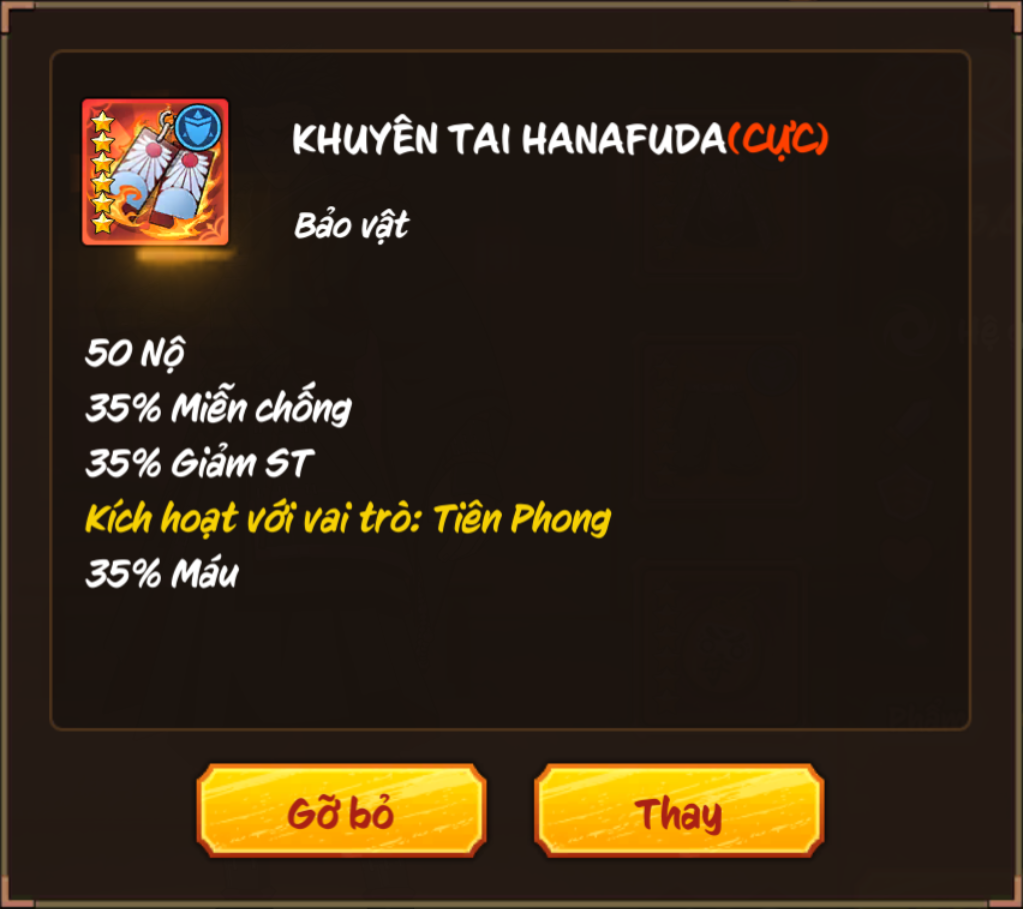 KHUYÊN TAI HANAFUDA(CỰC)
Bảo vật
50 Nộ
35% Miễn chống
35% Giảm ST
Kích hoạt với vai trò: Tiên Phong
35% Máu
Gỡ bỏ
Thay